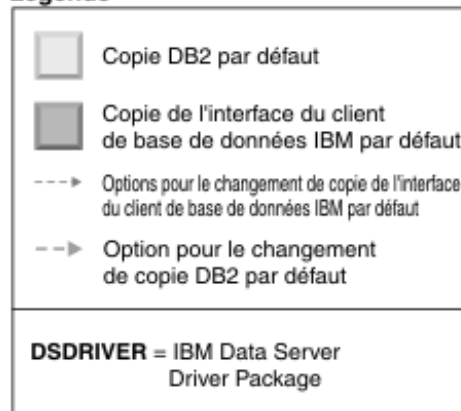 Copie DB2 par défaut
Copie de l'interface du client
de base de données IBM par défaut
Options pour le changement de copie de l'interface
du client de base de données IBM par défaut
Option pour le changement
de copie DB2 par défaut
DSDRIVER = IBM Data Server
Driver Package